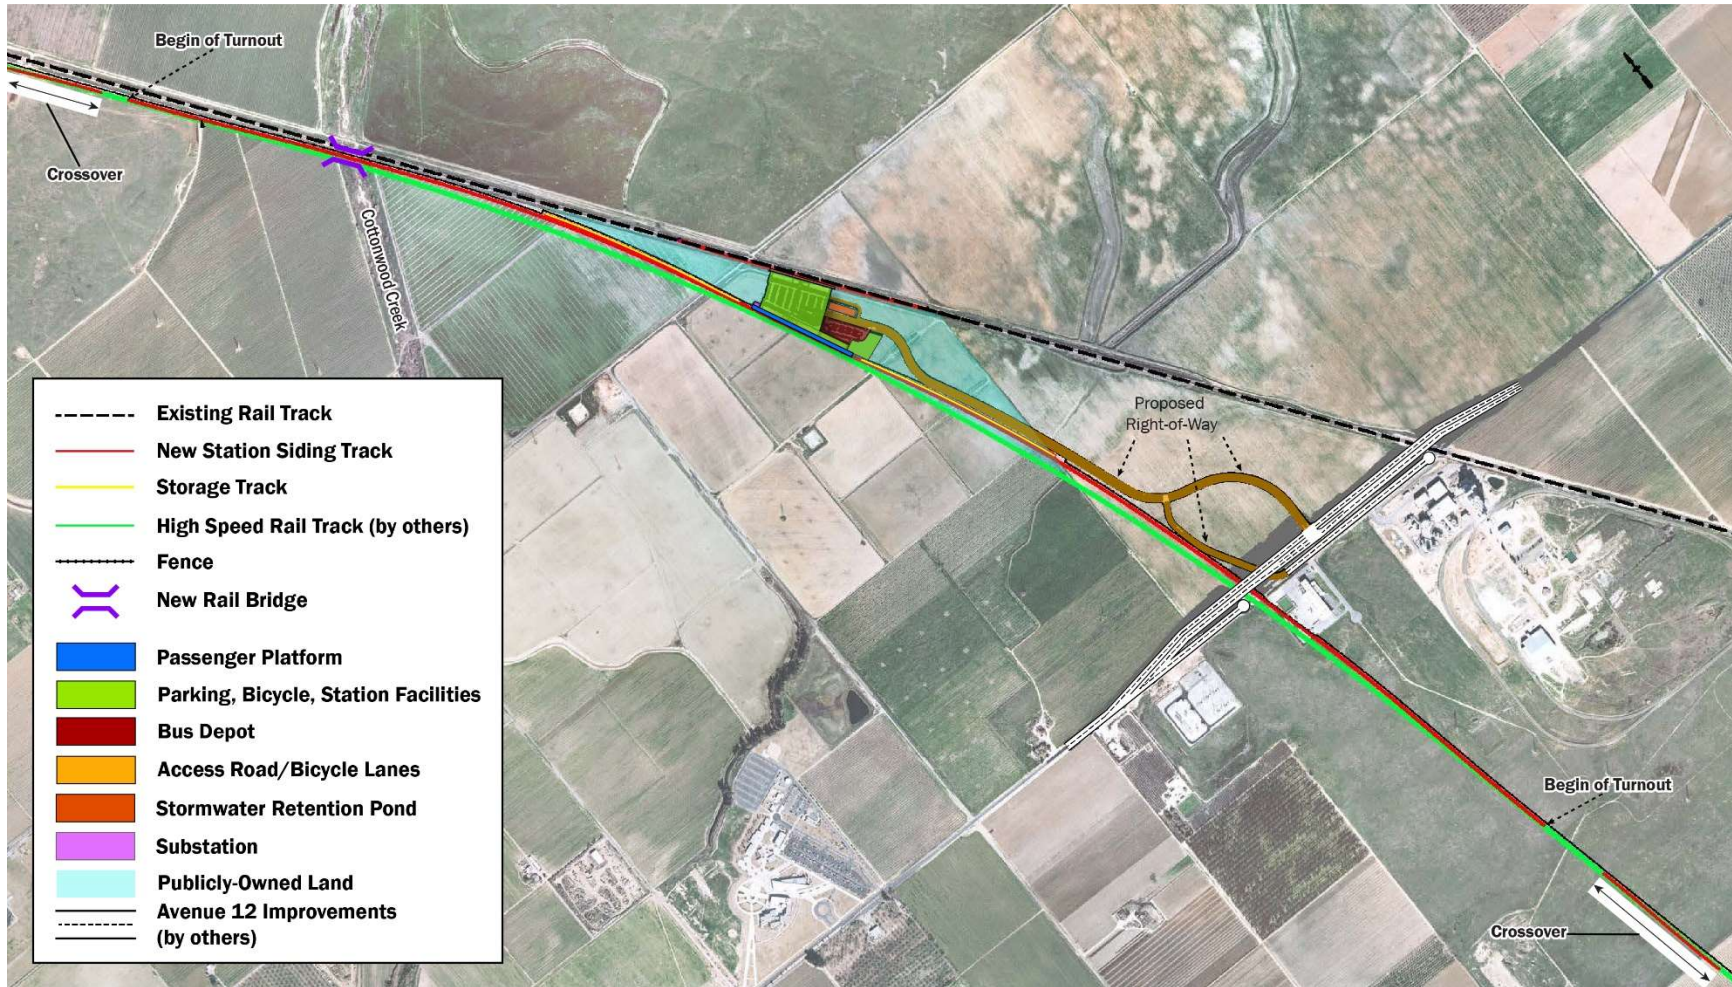 Begin of Turnout
Crossover
Cottonwood Creek
Proposed
Right-of-Way
Begin of Turnout
Crossover
Existing Rail Track
New Station Siding Track
Storage Track
High Speed Rail Track (by others)
Fence
New Rail Bridge
Passenger Platform
Parking, Bicycle, Station Facilities
Bus Depot
Access Road/Bicycle Lanes
Stormwater Retention Pond
Substation
Publicly-Owned Land
Avenue 12 Improvements
(by others)